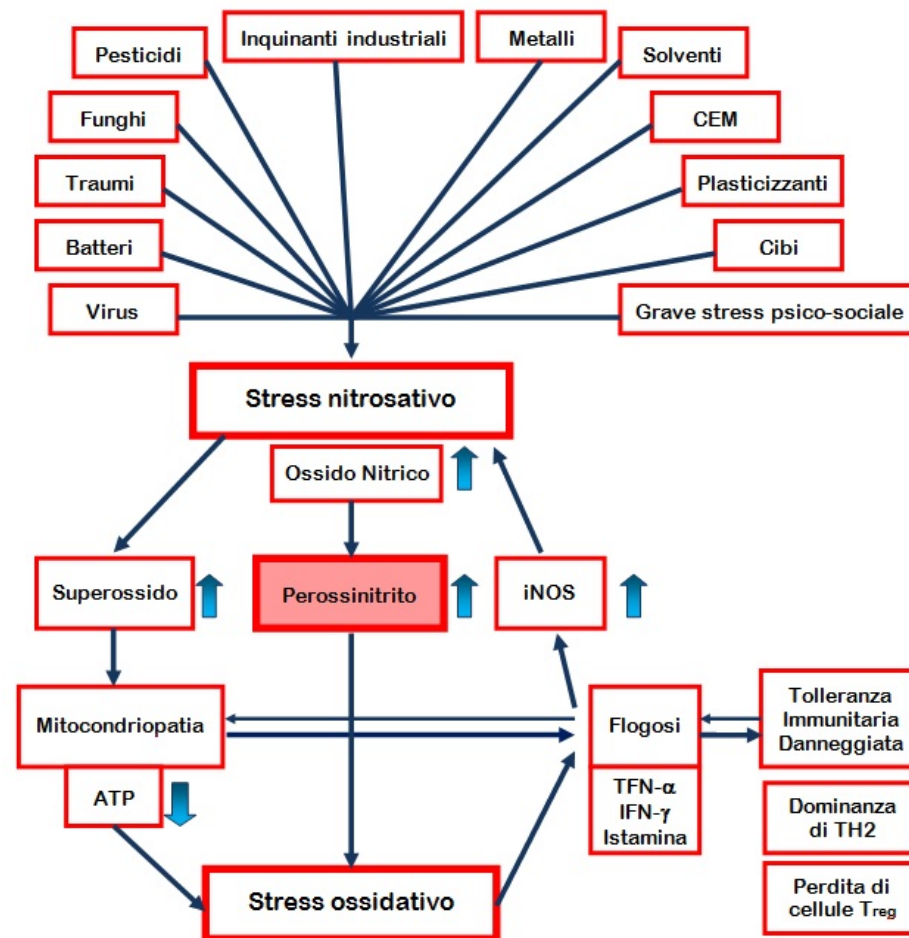 Inquinanti industriali
Metalli
Pesticidi
Solventi
Funghi
CEM
Traumi
Plasticizzanti
Batteri
Cibi
Virus
Grave stress psico-sociale
Stress nitrosativo
Ossido Nitrico
Superossido
Perossinitrito
iNOS
Mitocondriopatia
ATP
Flogosi
TFN-α
IFN-γ
Istamina
Tolleranza
Immunitaria
Danneggiata
Dominanza
di TH2
Perdita di
cellule Treg
Stress ossidativo